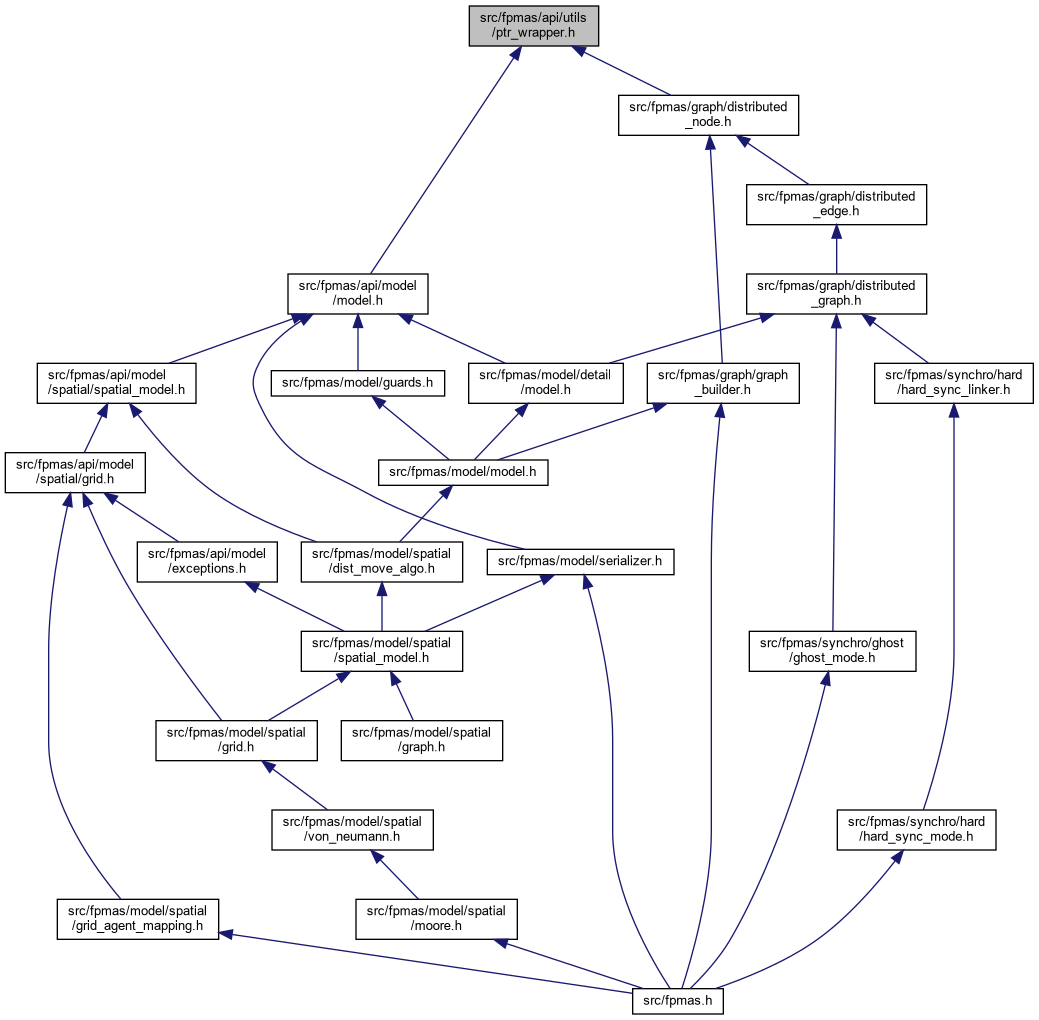 src/fpmas/api/utils
/ptr_wrapper.h
src/fpmas/graph/distributed
_node.h
src/fpmas/graph/distributed
_edge.h
src/fpmas/api/model
/model.h
src/fpmas/graph/distributed
_graph.h
src/fpmas/api/model
/spatial/spatial_model.h
src/fpmas/model/guards.h
src/fpmas/model/detail
/model.h
src/fpmas/graph/graph
_builder.h
src/fpmas/synchro/hard
/hard_sync_linker.h
src/fpmas/api/model
/spatial/grid.h
src/fpmas/model/model.h
src/fpmas/api/model
/exceptions.h
src/fpmas/model/spatial
/dist_move_algo.h
src/fpmas/model/serializer.h
src/fpmas/model/spatial
/spatial_model.h
src/fpmas/synchro/ghost
/ghost_mode.h
src/fpmas/model/spatial
/grid.h
src/fpmas/model/spatial
/graph.h
src/fpmas/model/spatial
/von_neumann.h
src/fpmas/synchro/hard
/hard_sync_mode.h
src/fpmas/model/spatial
/grid_agent_mapping.h
src/fpmas/model/spatial
/moore.h
src/fpmas.h